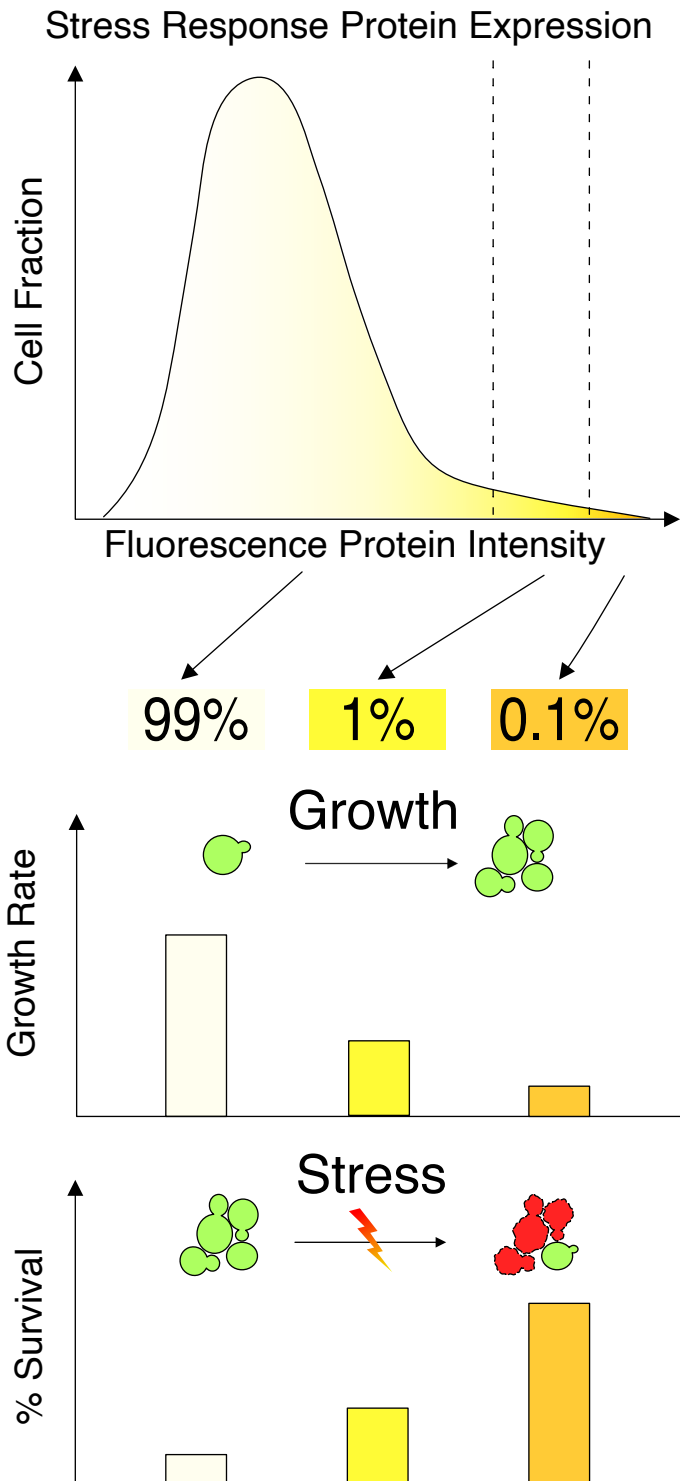 Stress Response Protein Expression
Cell Fraction
Fluorescence Protein Intensity
99% 1% 0.1%
Growth
Growth Rate
Stress
% Survival